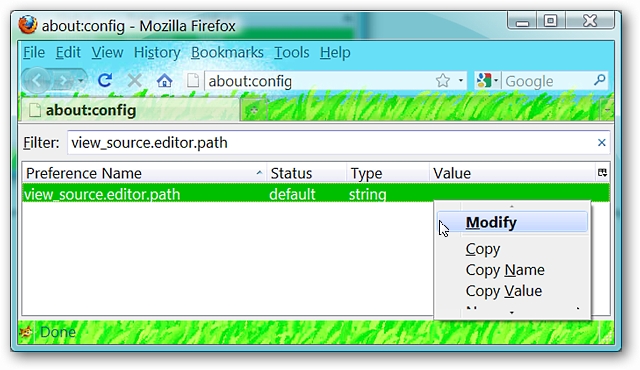 about:config - Mozilla Firefox
File Edit View History Bookmarks Tools Help
about:config Google
about:config
Filter: view_source.editor.path
Preference Name Status Type Value
view_source.editor.path default string
Modify
Copy
Copy Name
Copy Value
Done